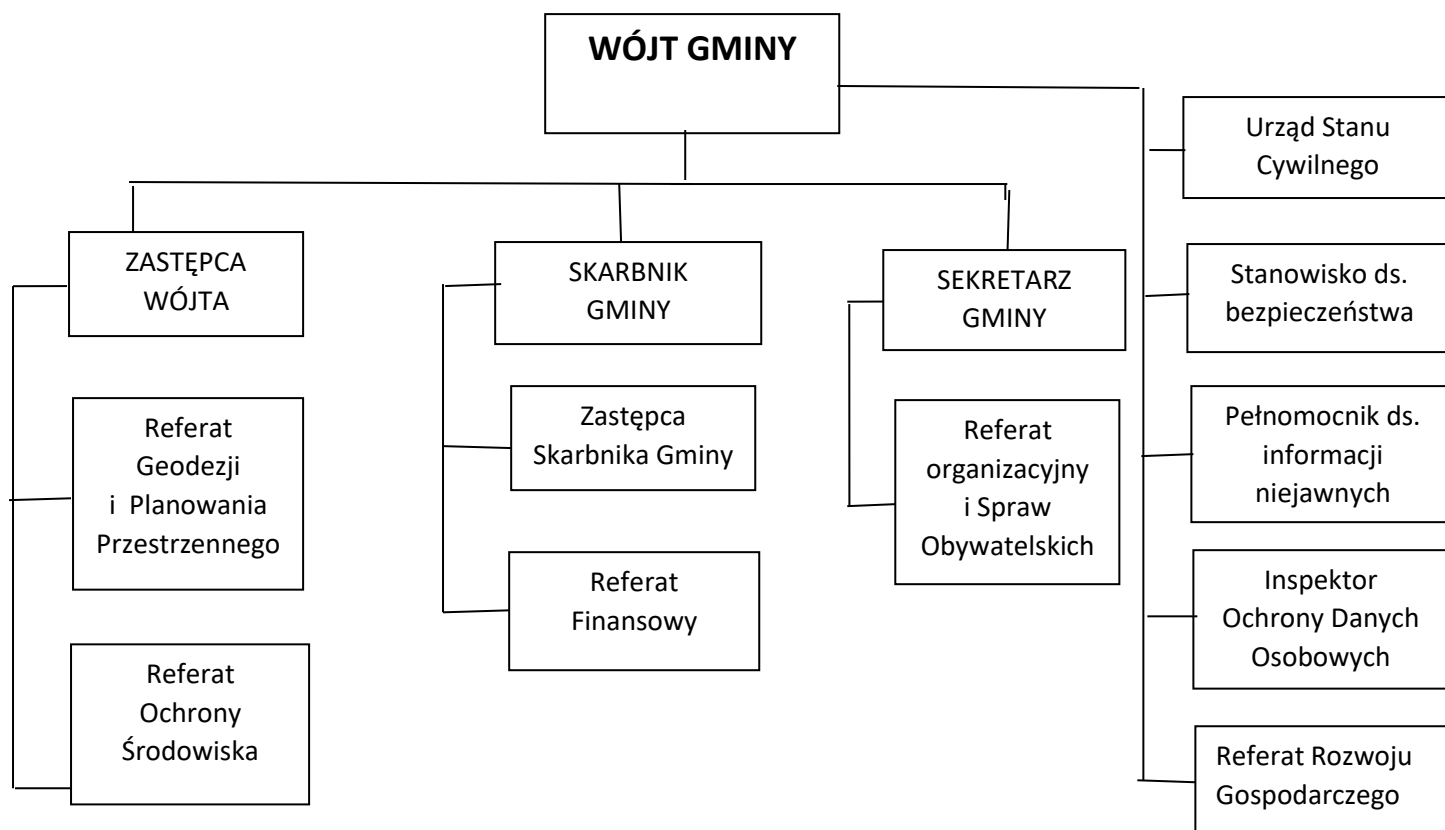 WÓJT GMINY
Urząd Stanu
Cywilnego
ZASTĘPCA
WÓJTA
SKARBNIK
GMINY
SEKRETARZ
GMINY
Stanowisko ds.
bezpieczeństwa
Referat
Geodezji
i Planowania
Przestrzennego
Zastępca
Skarbnika Gminy
Referat
organizacyjny
i Spraw
Obywatelskich
Pełnomocnik ds.
informacji
niejawnych
Referat
Finansowy
Inspektor
Ochrony Danych
Osobowych
Referat
Ochrony
Środowiska
Referat Rozwoju
Gospodarczego